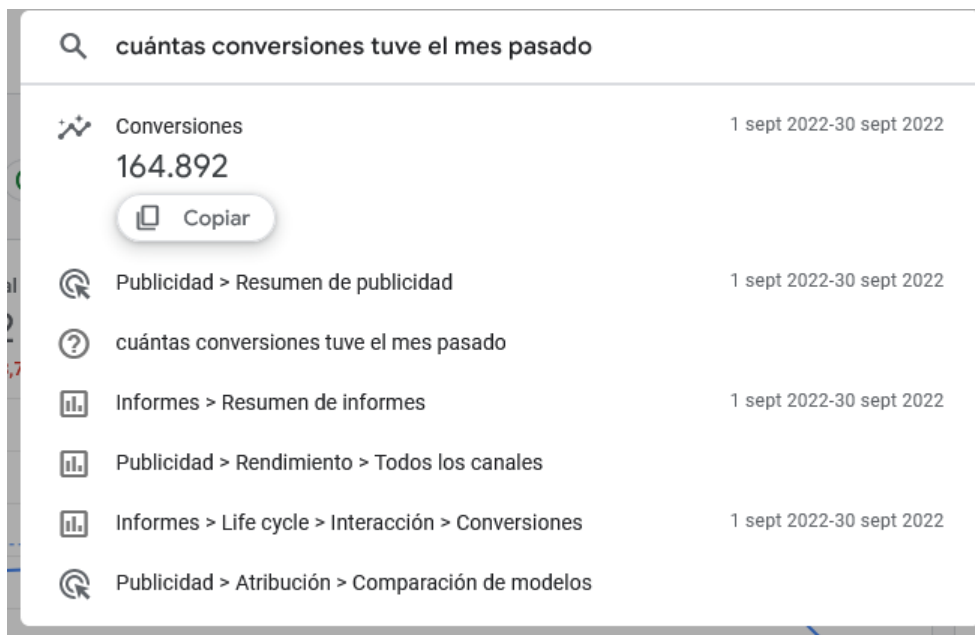 cuántas conversiones tuve el mes pasado
Conversiones 1 sept 2022-30 sept 2022
164.892
Copiar
Publicidad > Resumen de publicidad 1 sept 2022-30 sept 2022
cuántas conversiones tuve el mes pasado
Informes > Resumen de informes 1 sept 2022-30 sept 2022
Publicidad > Rendimiento > Todos los canales
Informes > Life cycle > Interacción > Conversiones 1 sept 2022-30 sept 2022
Publicidad > Atribución > Comparación de modelos